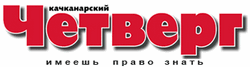 качканарский
Четверг
имеешь право знать